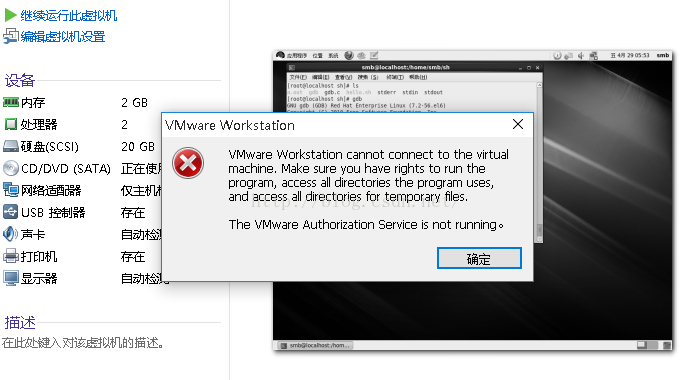 继续运行此虚拟机
编辑虚拟机设置
设备
内存 2 GB
处理器 2
硬盘(SCSI) 20 GB
CD/DVD (SATA) 正在使
网络适配器 仅主机
USB 控制器 存在
声卡 自动检
打印机 存在
显示器 自动检测
描述
在此处键入对该虚拟机的描述。
应用程序 位置 系统 smb 4月 29 05:53
smb@localhost:/home/smb/sh
文件(F) 编辑(E) 查看(V) 搜索 (S) 终端(T) 帮助(H)
[root@localhost sh]# ls
gdb gdb.c hello.sh stderr stdin stdout
[root@localhost sh]# gdb
GNU gdb (GDB) Red Hat Enterprise Linux (7.2-56.el6)
VMware Workstation
VMware Workstation cannot connect to the virtual
machine. Make sure you have rights to run the
program, access all directories the program uses,
and access all directories for temporary files.
http://blog.csdn.net/
The VMware Authorization Service is not running。
确定
smb@localhost:/hom...